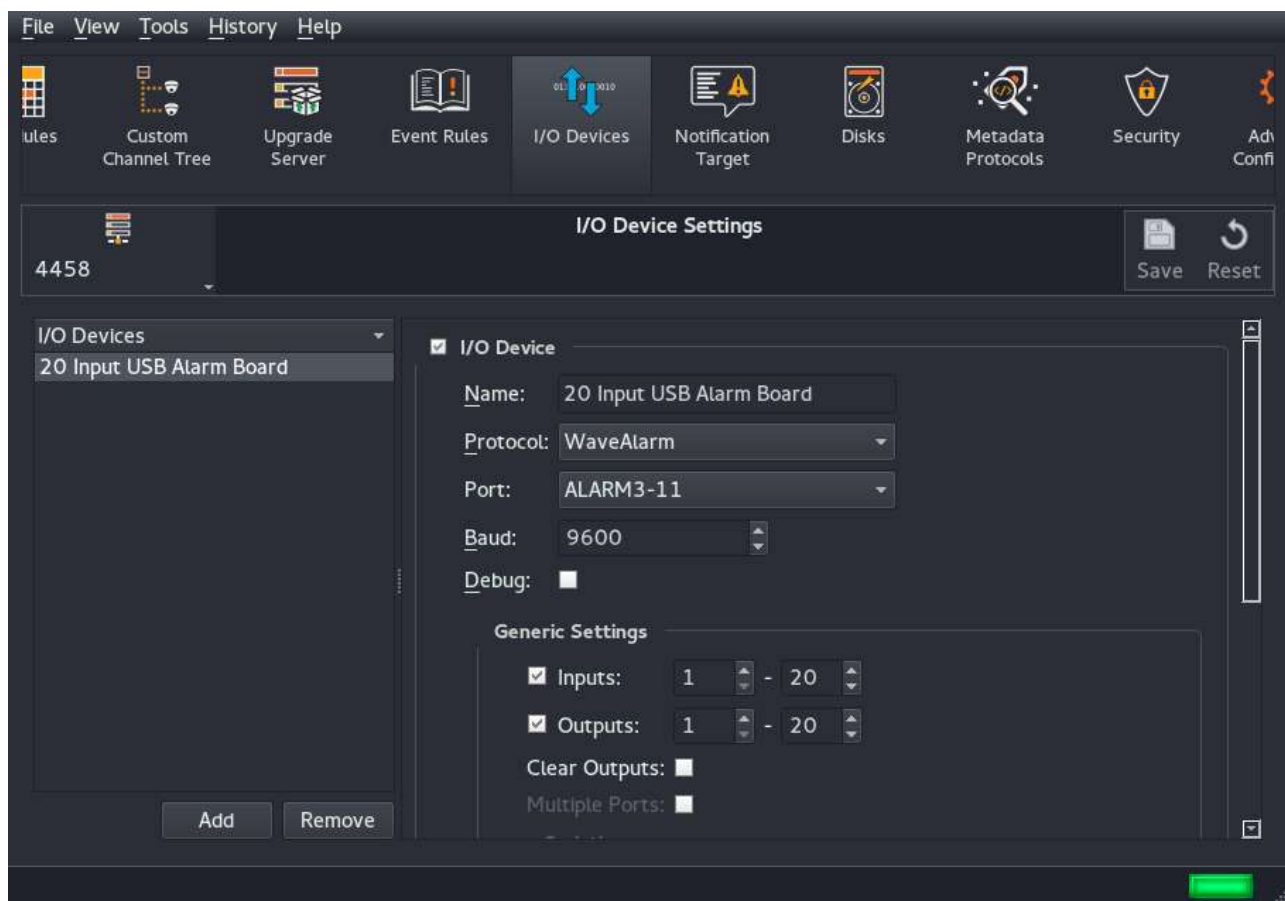 File View Tools History Help
ules
Custom
Channel Tree
Upgrade
Server
Event Rules
I/O Devices
Notification
Target
Disks
Metadata
Protocols
Security
Adv
Confi
4458
I/O Device Settings
Save Reset
I/O Devices
20 Input USB Alarm Board
Add Remove
I/O Device
Name: 20 Input USB Alarm Board
Protocol: WaveAlarm
Port: ALARM3-11
Baud: 9600
Debug:
Generic Settings
Inputs: 1 - 20
Outputs: 1 - 20
Clear Outputs:
Multiple Ports: